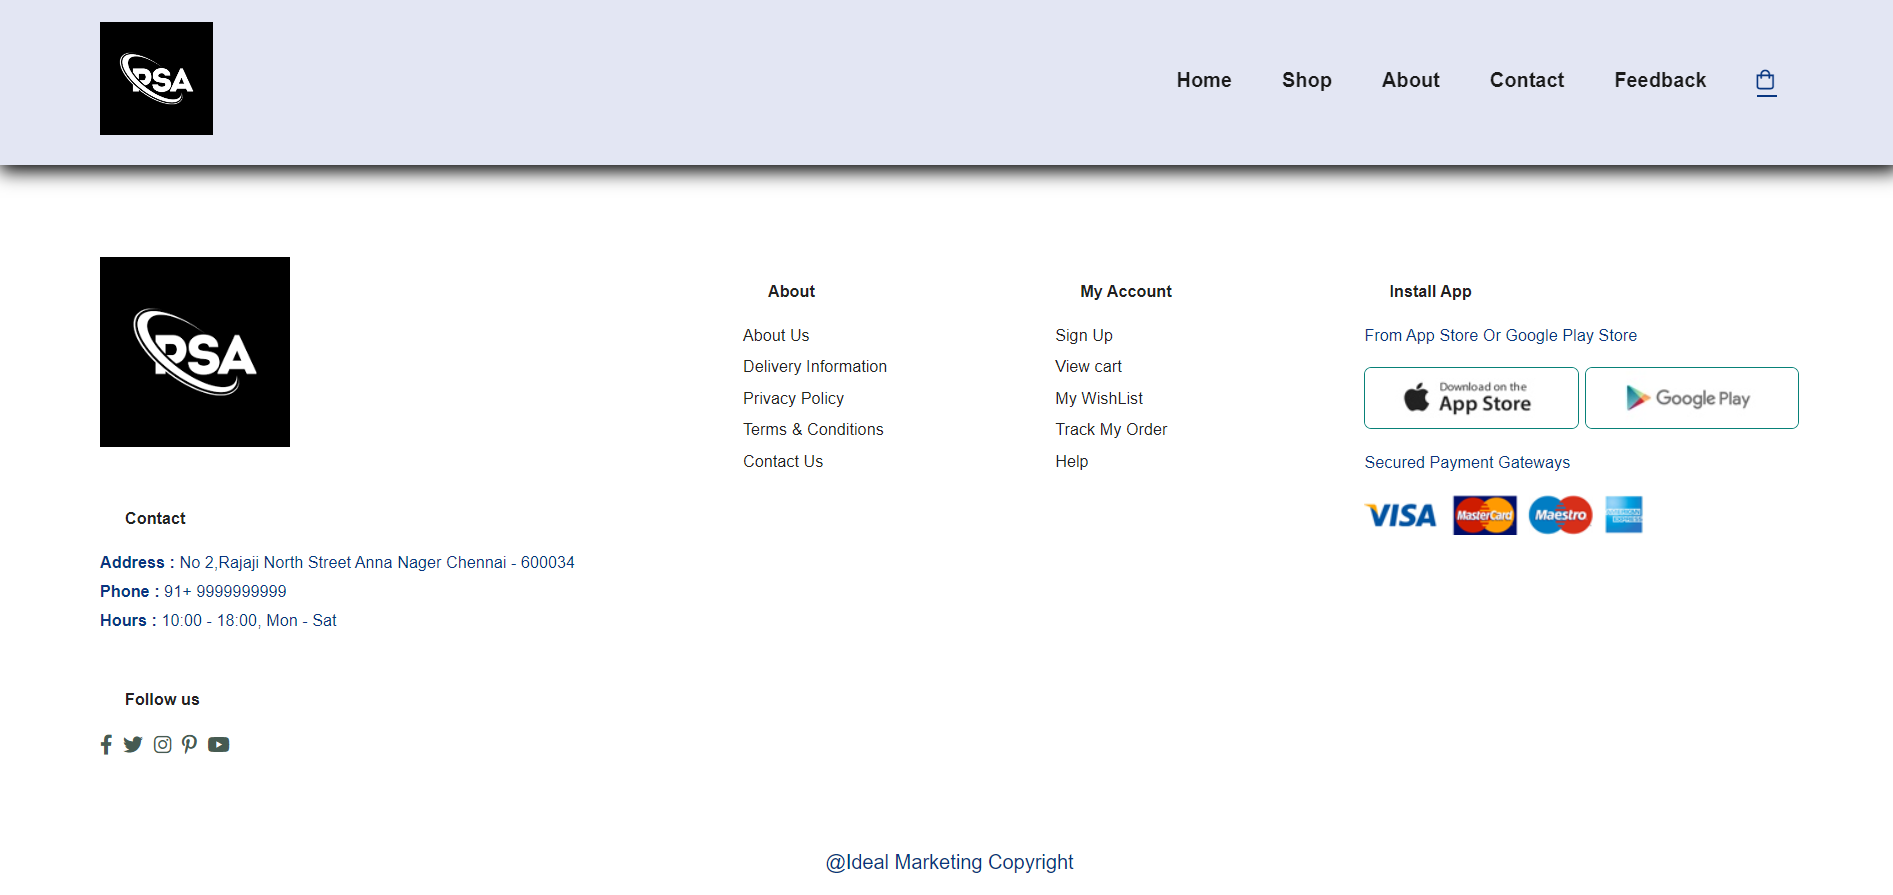 PSA
Home Shop About Contact Feedback
PSA
Contact
Address : No 2,Rajaji North Street Anna Nager Chennai - 600034
Phone : 91+ 9999999999
Hours : 10:00 - 18:00, Mon - Sat
Follow us
About
About Us
Delivery Information
Privacy Policy
Terms & Conditions
Contact Us
My Account
Sign Up
View cart
My WishList
Track My Order
Help
Install App
From App Store Or Google Play Store
Download on the
App Store
Google Play
Secured Payment Gateways
VISA MasterCard Maestro AMERICAN EXPRESS
@Ideal Marketing Copyright